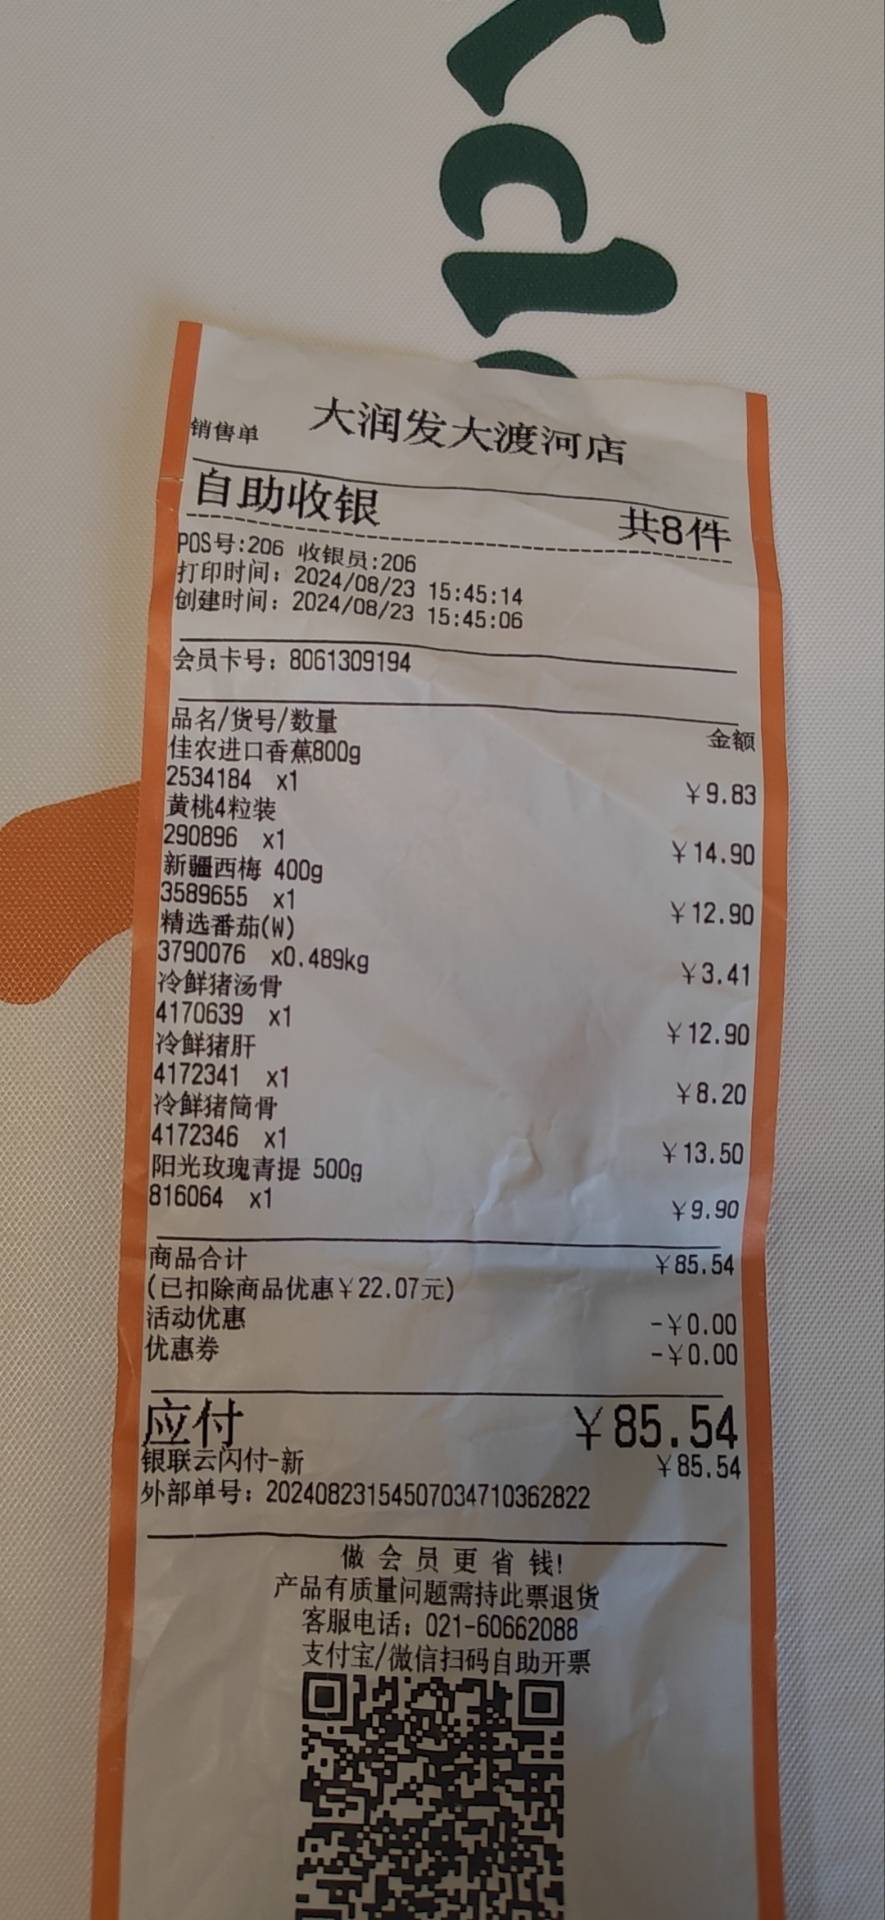 大润发大渡河店
销售单
自助收银 共8件
POS号:206 收银员:206
打印时间: 2024/08/23 15:45:14
创建时间: 2024/08/23 15:45:06
会员卡号: 8061309194
品名/货号/数量 金额
佳农进口香蕉800g
2534184 x1 ¥9.83
黄桃4粒装
290896 x1 ¥14.90
新疆西梅 400g
3589655 x1 ¥12.90
精选番茄(W)
3790076 x0.489kg ¥3.41
冷鲜猪汤骨
4170639 x1 ¥12.90
冷鲜猪肝
4172341 x1 ¥8.20
冷鲜猪筒骨
4172346 x1 ¥13.50
阳光玫瑰青提 500g
816064 x1 ¥9.90
商品合计 ¥85.54
(已扣除商品优惠¥22.07元)
活动优惠 -¥0.00
优惠券 -¥0.00
应付 ¥85.54
银联云闪付-新 ¥85.54
外部单号: 20240823154507034710362822
做会员更省钱!
产品有质量问题需持此票退货
客服电话: 021-60662088
支付宝/微信扫码自助开票